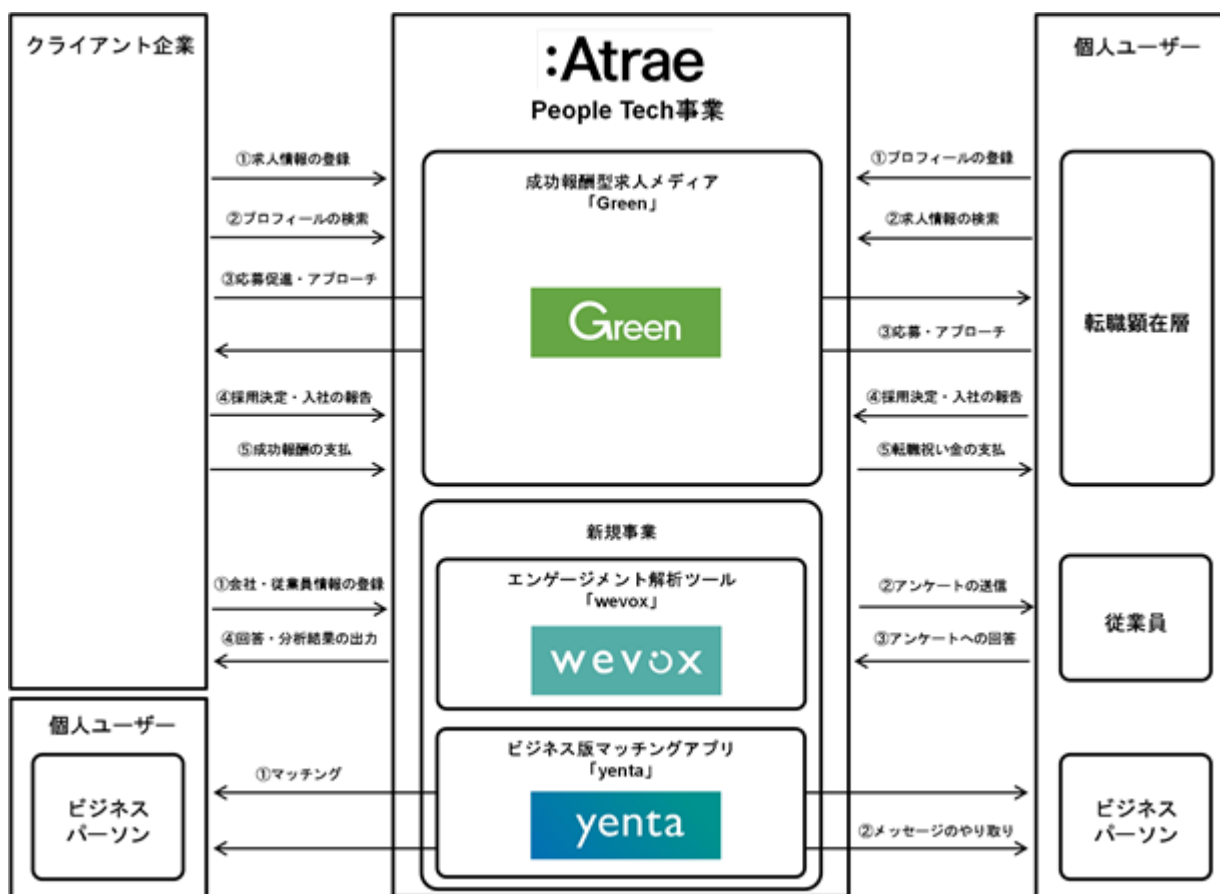 クライアント企業
:Atrae
People Tech事業
個人ユーザー
①求人情報の登録
②プロフィールの検索
③応募促進・アプローチ
④採用決定・入社の報告
⑤成功報酬の支払
成功報酬型求人メディア
「Green」
Green
①プロフィールの登録
②求人情報の検索
③応募・アプローチ
④採用決定・入社の報告
⑤転職祝い金の支払
転職顕在層
新規事業
①会社・従業員情報の登録
④回答・分析結果の出力
エンゲージメント解析ツール
「wevox」
wevox
②アンケートの送信
③アンケートへの回答
従業員
個人ユーザー
ビジネス
パーソン
①マッチング
ビジネス版マッチングアプリ
「yenta」
yenta
②メッセージのやり取り
ビジネス
パーソン